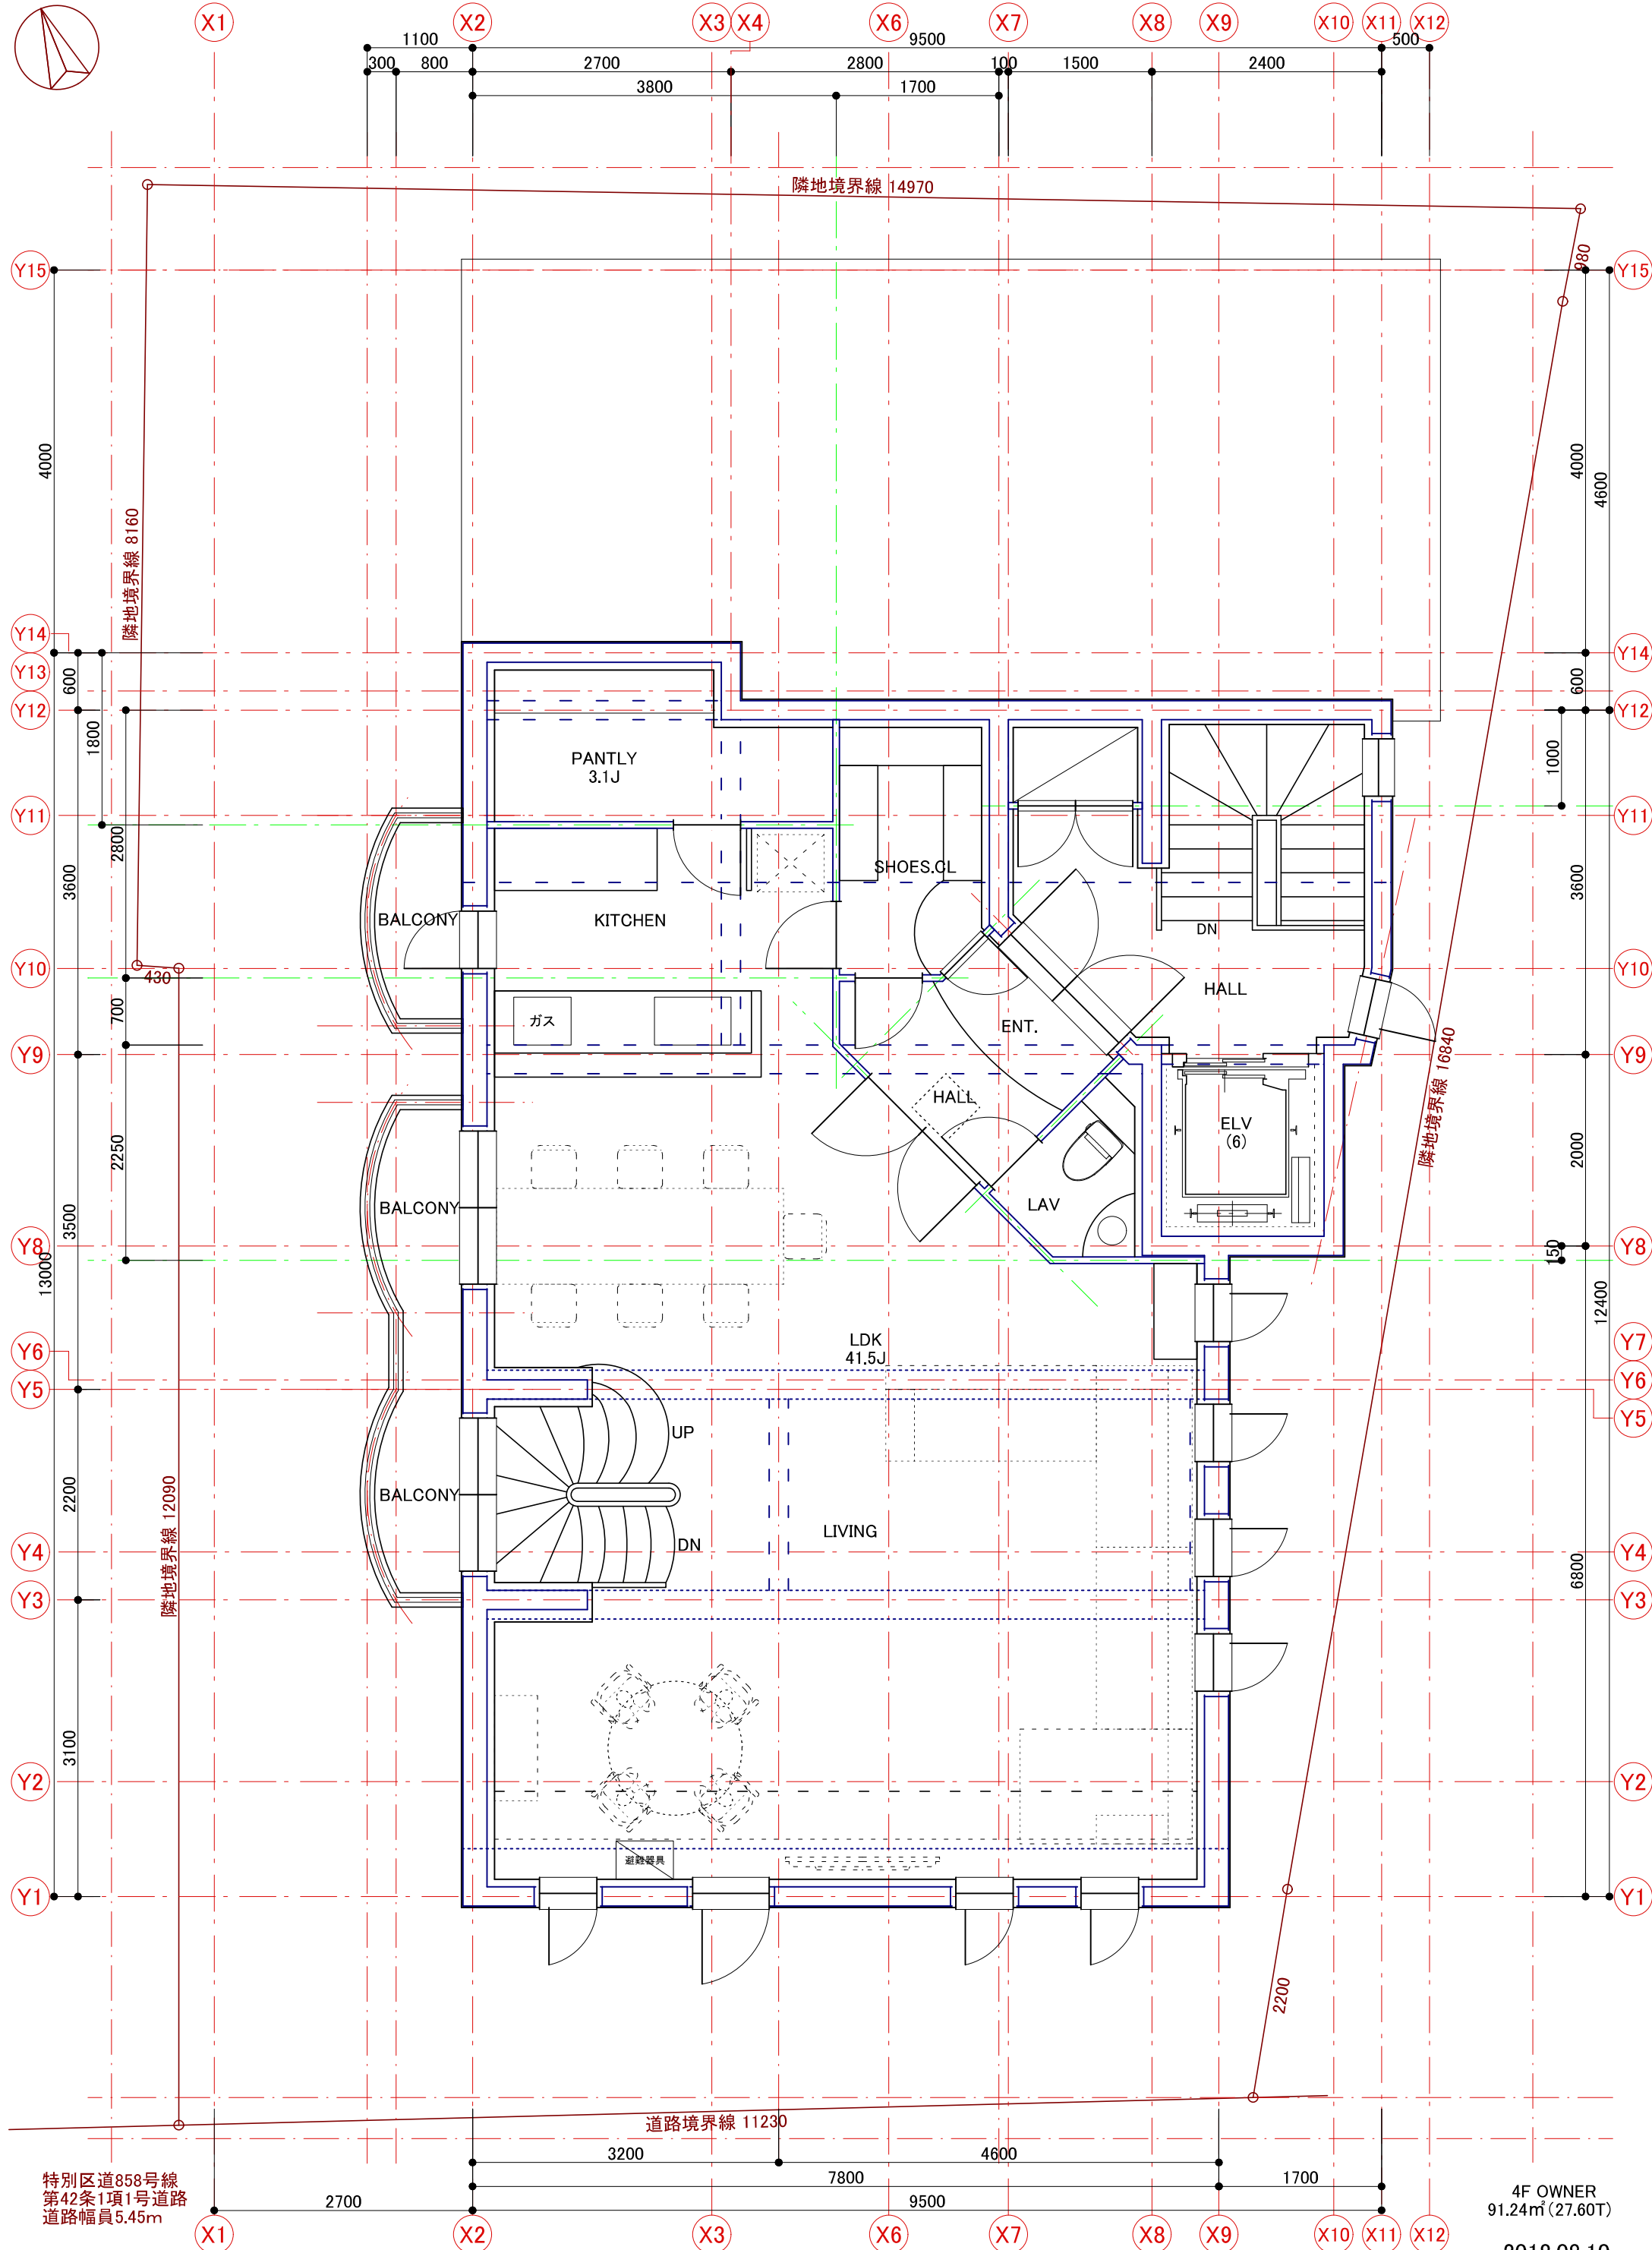 X1 X2 X3 X4 X6 X7 X8 X9 X10 X11 X12
1100 9500 500
300 800 2700 2800 100 1500 2400
3800 1700
隣地境界線 14970
980
Y15 Y15
4000 4000 4600
隣地境界線 8160
Y14 Y14
Y13 600 600
Y12 Y12
1800 1000
PANTLY
3.1J
Y11 Y11
2800
3600 3600
SHOES.CL
BALCONY KITCHEN
DN
Y10 Y10
430
HALL
700 ガス ENT.
Y9 Y9
隣地境界線 16840
HALL
ELV
(6)
2250 2000
3500 BALCONY LAV
Y8 Y8
13000 150
12400
LDK
41.5J
Y6 Y7
Y5 Y6
Y5
UP
2200 BALCONY
隣地境界線 12090
LIVING
DN
Y4 Y4
6800
Y3 Y3
3100
Y2 Y2
避難器具
Y1 Y1
2200
道路境界線 11230
3200 4600
特別区道858号線
第42条1項1号道路
道路幅員5.45m
7800 1700
2700 9500
4F OWNER
91.24㎡(27.60T)
X1 X2 X3 X6 X7 X8 X9 X10 X11 X12